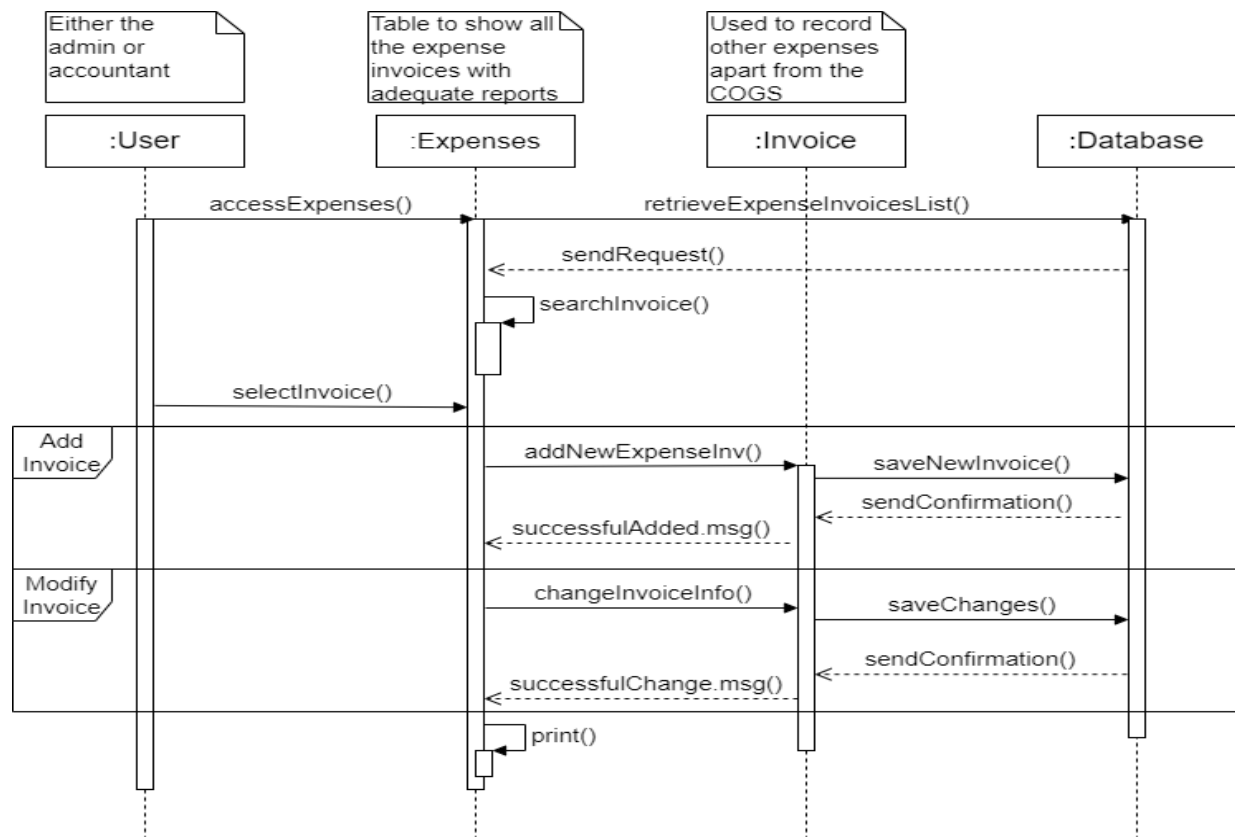 Either the
admin or
accountant
Table to show all
the expense
invoices with
adequate reports
Used to record
other expenses
apart from the
COGS
:User
:Expenses
:Invoice
:Database
accessExpenses()
retrieveExpenseInvoicesList()
sendRequest()
searchInvoice()
selectInvoice()
Add
Invoice
addNewExpenseInv()
saveNewInvoice()
sendConfirmation()
successfulAdded.msg()
Modify
Invoice
changeInvoiceInfo()
saveChanges()
sendConfirmation()
successfulChange.msg()
print()